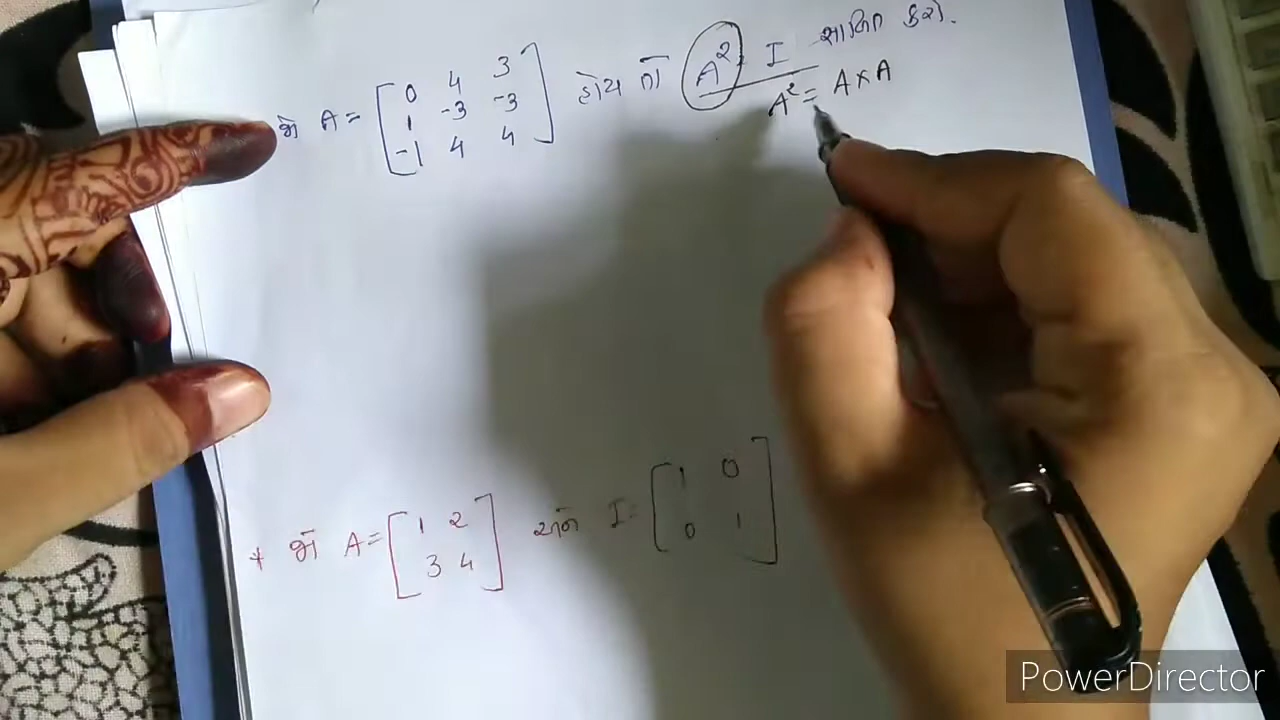 જો A = [ 0 4 3
1 -3 -3
-1 4 4 ] હોય તો A² = I સાબિત કરો.
A² = A × A
* જો A = [ 1 2
3 4 ] અને I = [ 1 0
0 1 ]
PowerDirector